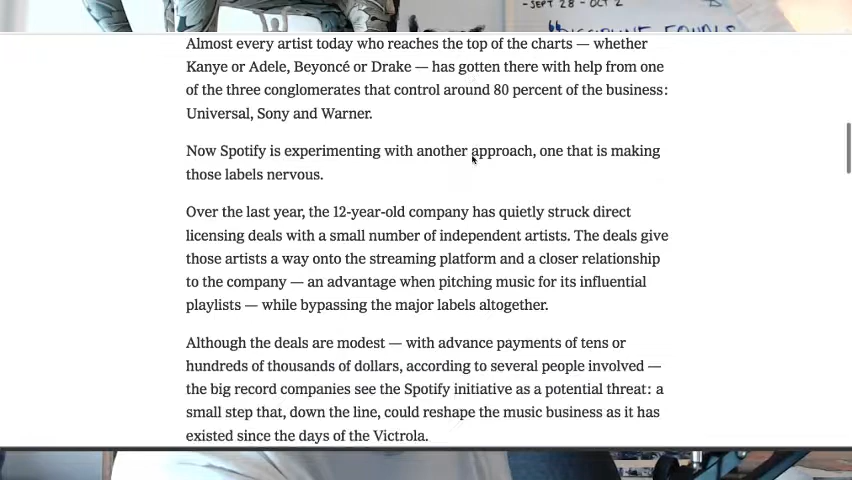 -SEPT 28 - OCT 2
Almost every artist today who reaches the top of the charts — whether
Kanye or Adele, Beyoncé or Drake — has gotten there with help from one
of the three conglomerates that control around 80 percent of the business:
Universal, Sony and Warner.
Now Spotify is experimenting with another approach, one that is making
those labels nervous.
Over the last year, the 12-year-old company has quietly struck direct
licensing deals with a small number of independent artists. The deals give
those artists a way onto the streaming platform and a closer relationship
to the company — an advantage when pitching music for its influential
playlists — while bypassing the major labels altogether.
Although the deals are modest — with advance payments of tens or
hundreds of thousands of dollars, according to several people involved —
the big record companies see the Spotify initiative as a potential threat: a
small step that, down the line, could reshape the music business as it has
existed since the days of the Victrola.